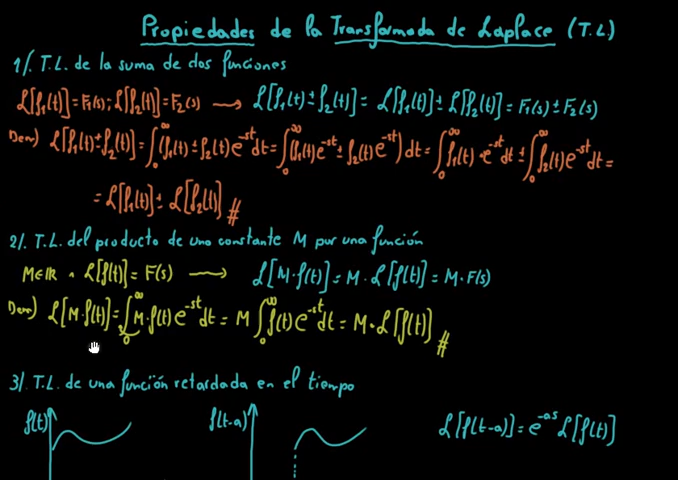 Propiedades de la Transformada de Laplace (T.L)
1/. T.L. de la suma de dos funciones
ℒ[f₁(t)]=F₁(s); ℒ[f₂(t)]=F₂(s) → ℒ[f₁(t)±f₂(t)]= ℒ[f₁(t)]±ℒ[f₂(t)]=F₁(s)±F₂(s)
Dem) ℒ[f₁(t)±f₂(t)]=∫₀^∞(f₁(t)±f₂(t))e^-st dt=∫₀^∞(f₁(t)e^-st±f₂(t)e^-st)dt=∫₀^∞f₁(t)·e^-st dt±∫₀^∞f₂(t)e^-st dt=
=ℒ[f₁(t)]±ℒ[f₂(t)] #
2/. T.L. del producto de una constante M por una función
M∈ℝ ∧ ℒ[f(t)]=F(s) → ℒ[M·f(t)]=M·ℒ[f(t)]=M·F(s)
Dem) ℒ[M·f(t)]=∫₀^∞M·f(t)e^-st dt=M∫₀^∞f(t)e^-st dt=M·ℒ[f(t)] #
3/. T.L. de una función retardada en el tiempo
f(t) f(t-a) ℒ[f(t-a)]=e^-as ℒ[f(t)]